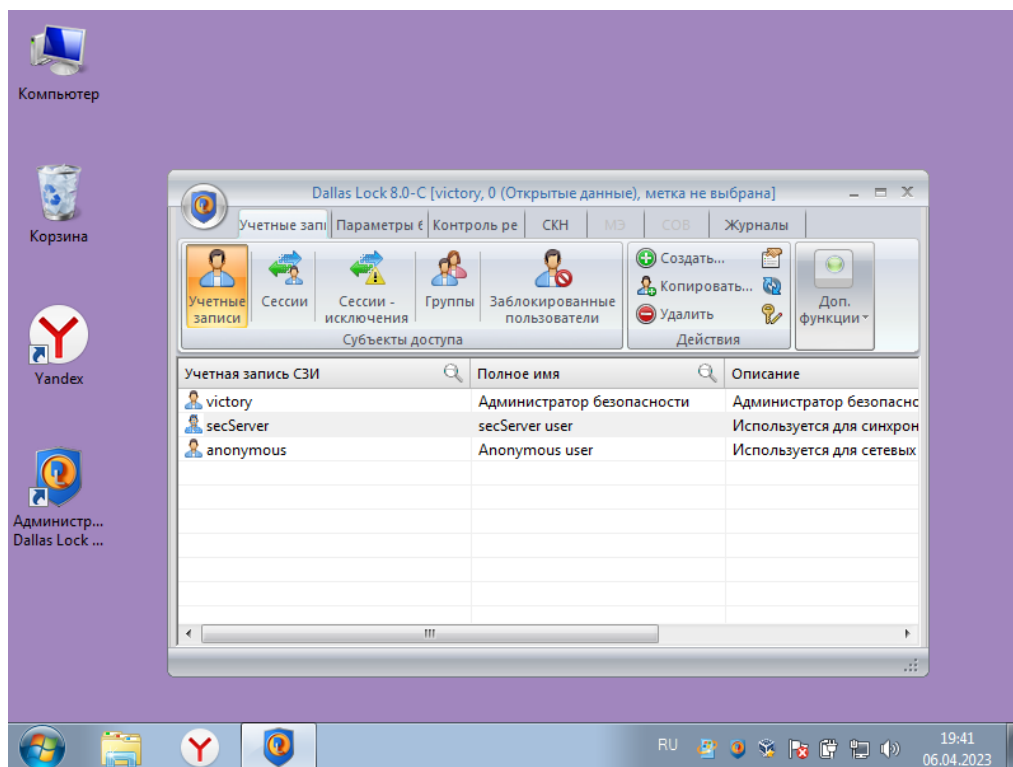 Компьютер
Корзина
Yandex
Администр...
Dallas Lock ...
Dallas Lock 8.0-C [victory, 0 (Открытые данные), метка не выбрана]
Учетные запи Параметры б Контроль ре СКН МЭ СОВ Журналы
Учетные
записи
Сессии
Сессии -
исключения
Группы
Заблокированные
пользователи
Субъекты доступа
Создать...
Копировать...
Удалить
Действия
Доп.
функции
Учетная запись СЗИ Полное имя Описание
victory Администратор безопасности Администратор безопасно
secServer secServer user Используется для синхрон
anonymous Anonymous user Используется для сетевых
RU
19:41
06.04.2023